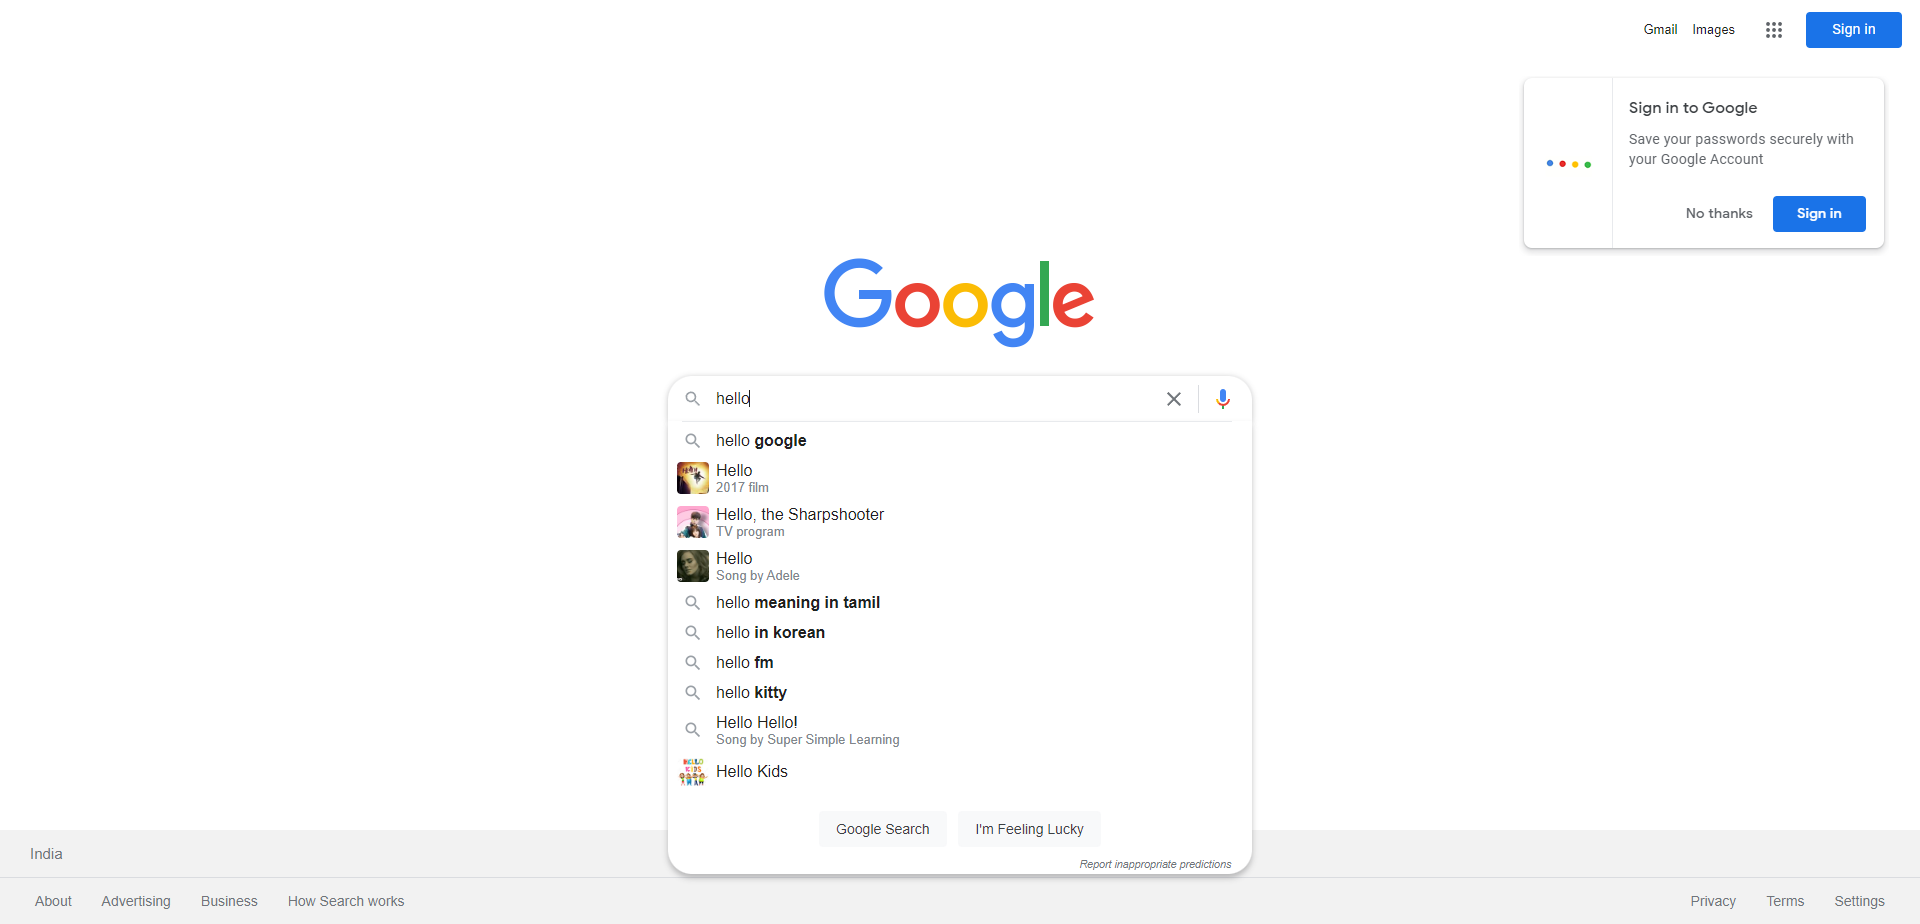 Gmail Images Sign in
Sign in to Google
Save your passwords securely with
your Google Account
No thanks Sign in
Google
hello
hello google
Hello
2017 film
Hello, the Sharpshooter
TV program
Hello
Song by Adele
hello meaning in tamil
hello in korean
hello fm
hello kitty
Hello Hello!
Song by Super Simple Learning
HELLO
KIDS
Hello Kids
Google Search I'm Feeling Lucky
Report inappropriate predictions
India
About Advertising Business How Search works Privacy Terms Settings